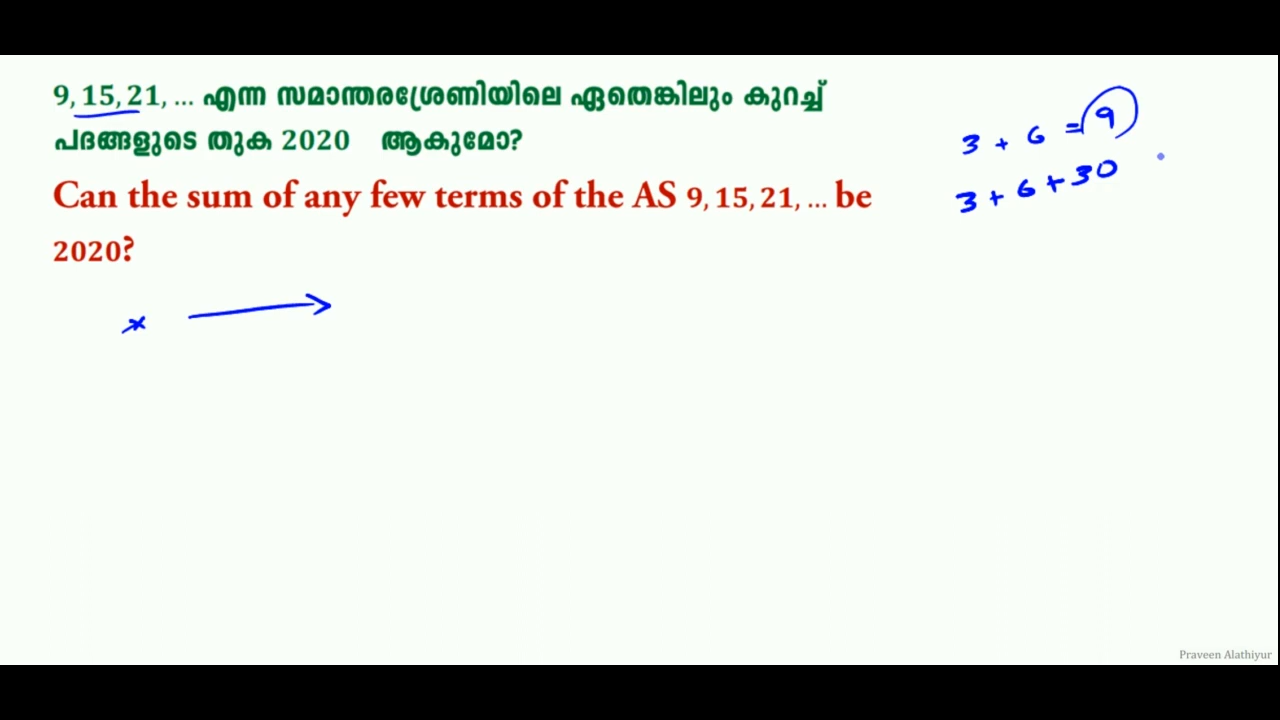 9, 15, 21, ... എന്ന സമാന്തരശ്രേണിയിലെ ഏതെങ്കിലും കുറച്ച്
പദങ്ങളുടെ തുക 2020 ആകുമോ?
Can the sum of any few terms of the AS 9, 15, 21, ... be
2020?
3 + 6 = 9
3 + 6 + 30
Praveen Alathiyur